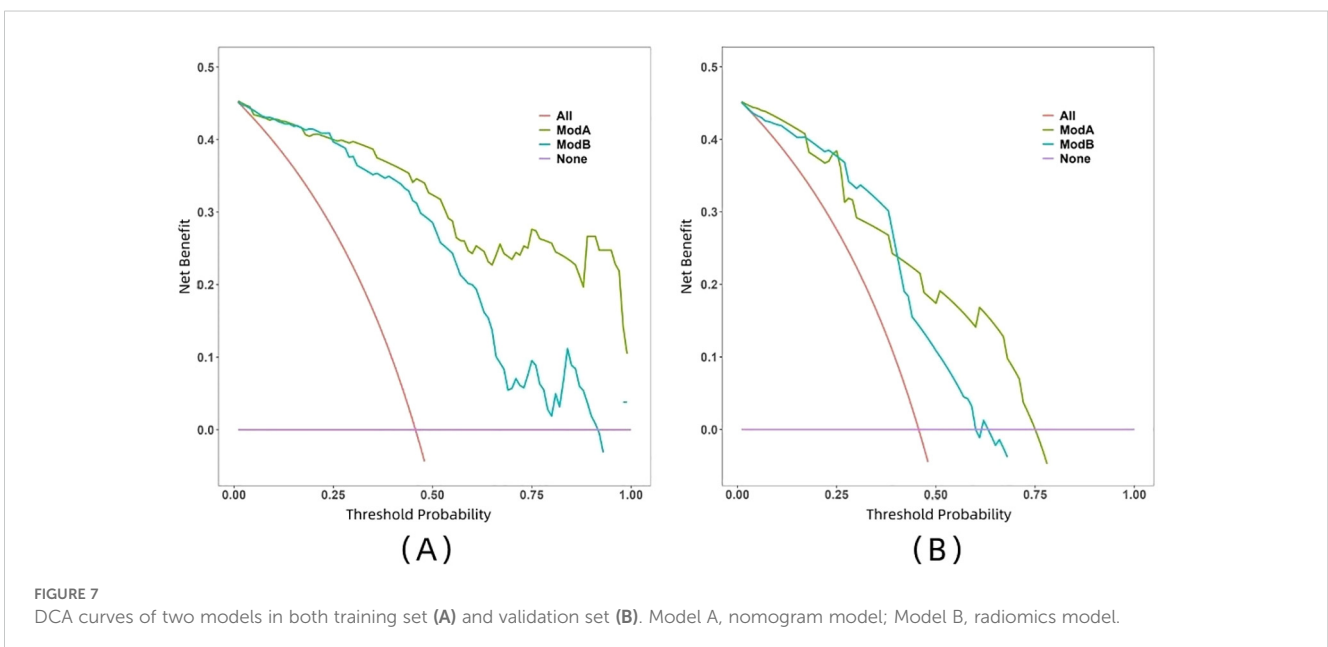 0.5
0.4
0.3
0.2
0.1
0.0
Net Benefit
All
ModA
ModB
None
0.00 0.25 0.50 0.75 1.00
Threshold Probability
(A)
0.5
0.4
0.3
0.2
0.1
0.0
Net Benefit
All
ModA
ModB
None
0.00 0.25 0.50 0.75 1.00
Threshold Probability
(B)
FIGURE 7
DCA curves of two models in both training set (A) and validation set (B). Model A, nomogram model; Model B, radiomics model.